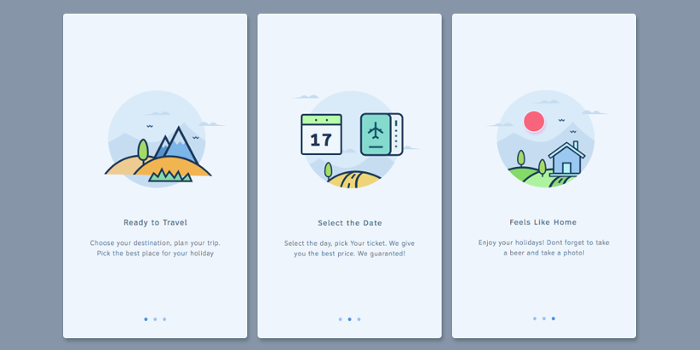 Ready to Travel
Choose your destination, plan your trip.
Pick the best place for your holiday
17
Select the Date
Select the day, pick Your ticket. We give
you the best price. We guaranted!
Feels Like Home
Enjoy your holidays! Dont forget to take
a beer and take a photo!